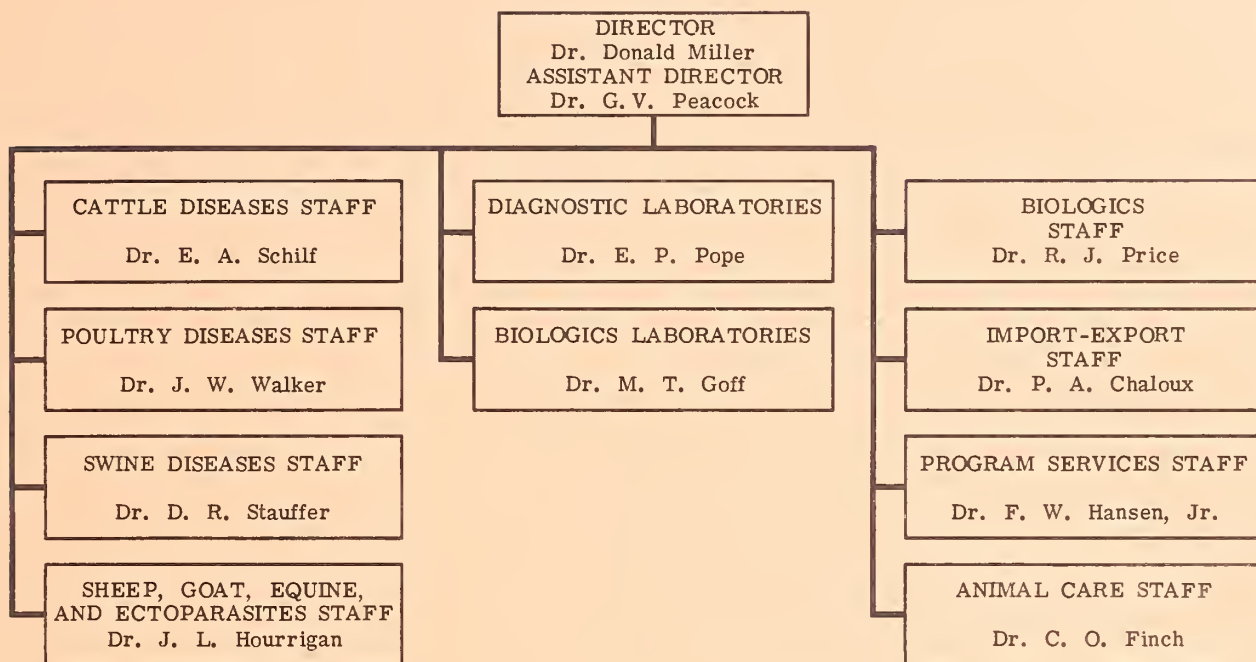 DIRECTOR
Dr. Donald Miller
ASSISTANT DIRECTOR
Dr. G. V. Peacock
CATTLE DISEASES STAFF
Dr. E. A. Schilf
POULTRY DISEASES STAFF
Dr. J. W. Walker
SWINE DISEASES STAFF
Dr. D. R. Stauffer
SHEEP, GOAT, EQUINE,
AND ECTOPARASITES STAFF
Dr. J. L. Hourrigan
DIAGNOSTIC LABORATORIES
Dr. E. P. Pope
BIOLOGICS LABORATORIES
Dr. M. T. Goff
BIOLOGICS
STAFF
Dr. R. J. Price
IMPORT-EXPORT
STAFF
Dr. P. A. Chaloux
PROGRAM SERVICES STAFF
Dr. F. W. Hansen, Jr.
ANIMAL CARE STAFF
Dr. C. O. Finch